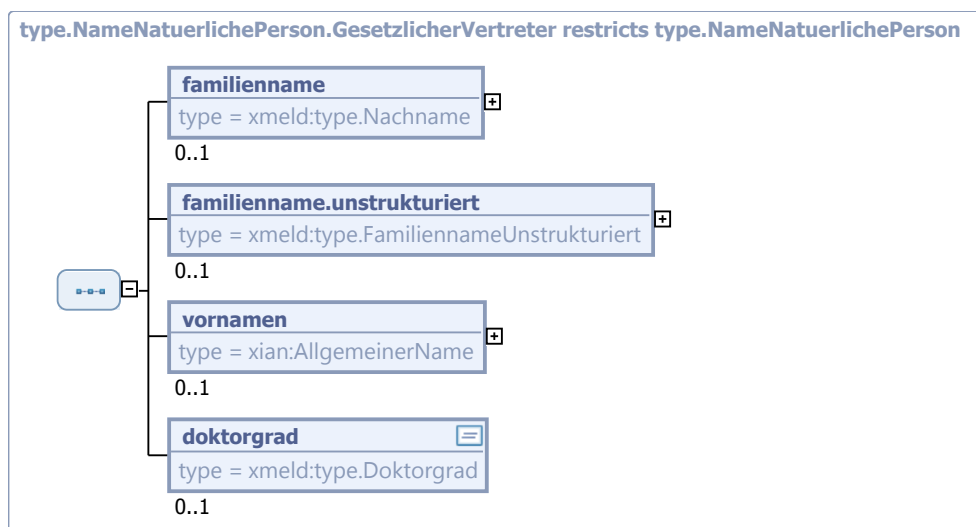 type.NameNatuerlichePerson.GesetzlicherVertreter restricts type.NameNatuerlichePerson
familienname
type = xmeld:type.Nachname
0..1
familienname.unstrukturiert
type = xmeld:type.FamiliennameUnstrukturiert
0..1
vornamen
type = xian:AllgemeinerName
0..1
doktorgrad
type = xmeld:type.Doktorgrad
0..1